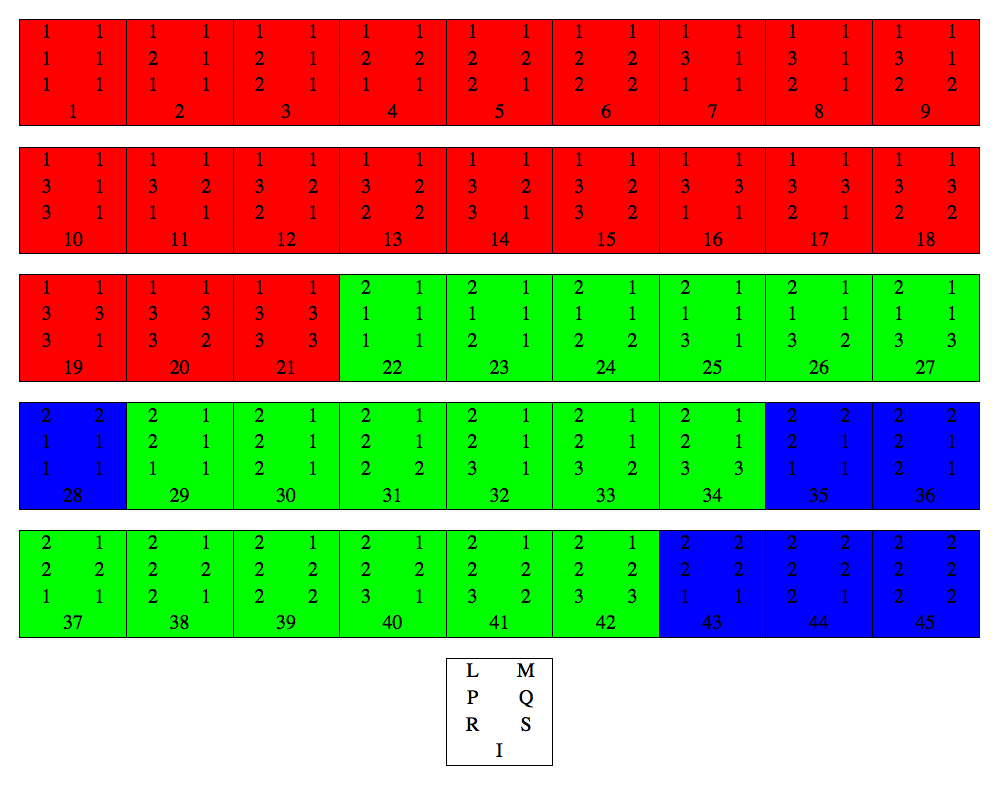 1 1 1 1 1 1 1 1 1 1 1 1 1 1 1 1 1 1
1 1 2 1 2 1 2 2 2 2 2 2 3 1 3 1 3 1
1 1 1 1 2 1 1 1 2 1 2 2 1 1 2 1 2 2
1 2 3 4 5 6 7 8 9
1 1 1 1 1 1 1 1 1 1 1 1 1 1 1 1 1 1
3 1 3 2 3 2 3 2 3 2 3 2 3 3 3 3 3 3
3 1 1 1 2 1 2 2 3 1 3 2 1 1 2 1 2 2
10 11 12 13 14 15 16 17 18
1 1 1 1 1 1 2 1 2 1 2 1 2 1 2 1 2 1
3 3 3 3 3 3 1 1 1 1 1 1 1 1 1 1 1 1
3 1 3 2 3 3 1 1 2 1 2 2 3 1 3 2 3 3
19 20 21 22 23 24 25 26 27
2 2 2 1 2 1 2 1 2 1 2 1 2 1 2 2 2 2
1 1 2 1 2 1 2 1 2 1 2 1 2 1 2 1 2 1
1 1 1 1 2 1 2 2 3 1 3 2 3 3 1 1 2 1
28 29 30 31 32 33 34 35 36
2 1 2 1 2 1 2 1 2 1 2 1 2 2 2 2 2 2
2 2 2 2 2 2 2 2 2 2 2 2 2 2 2 2 2 2
1 1 2 1 2 2 3 1 3 2 3 3 1 1 2 1 2 2
37 38 39 40 41 42 43 44 45
L M
P Q
R S
I